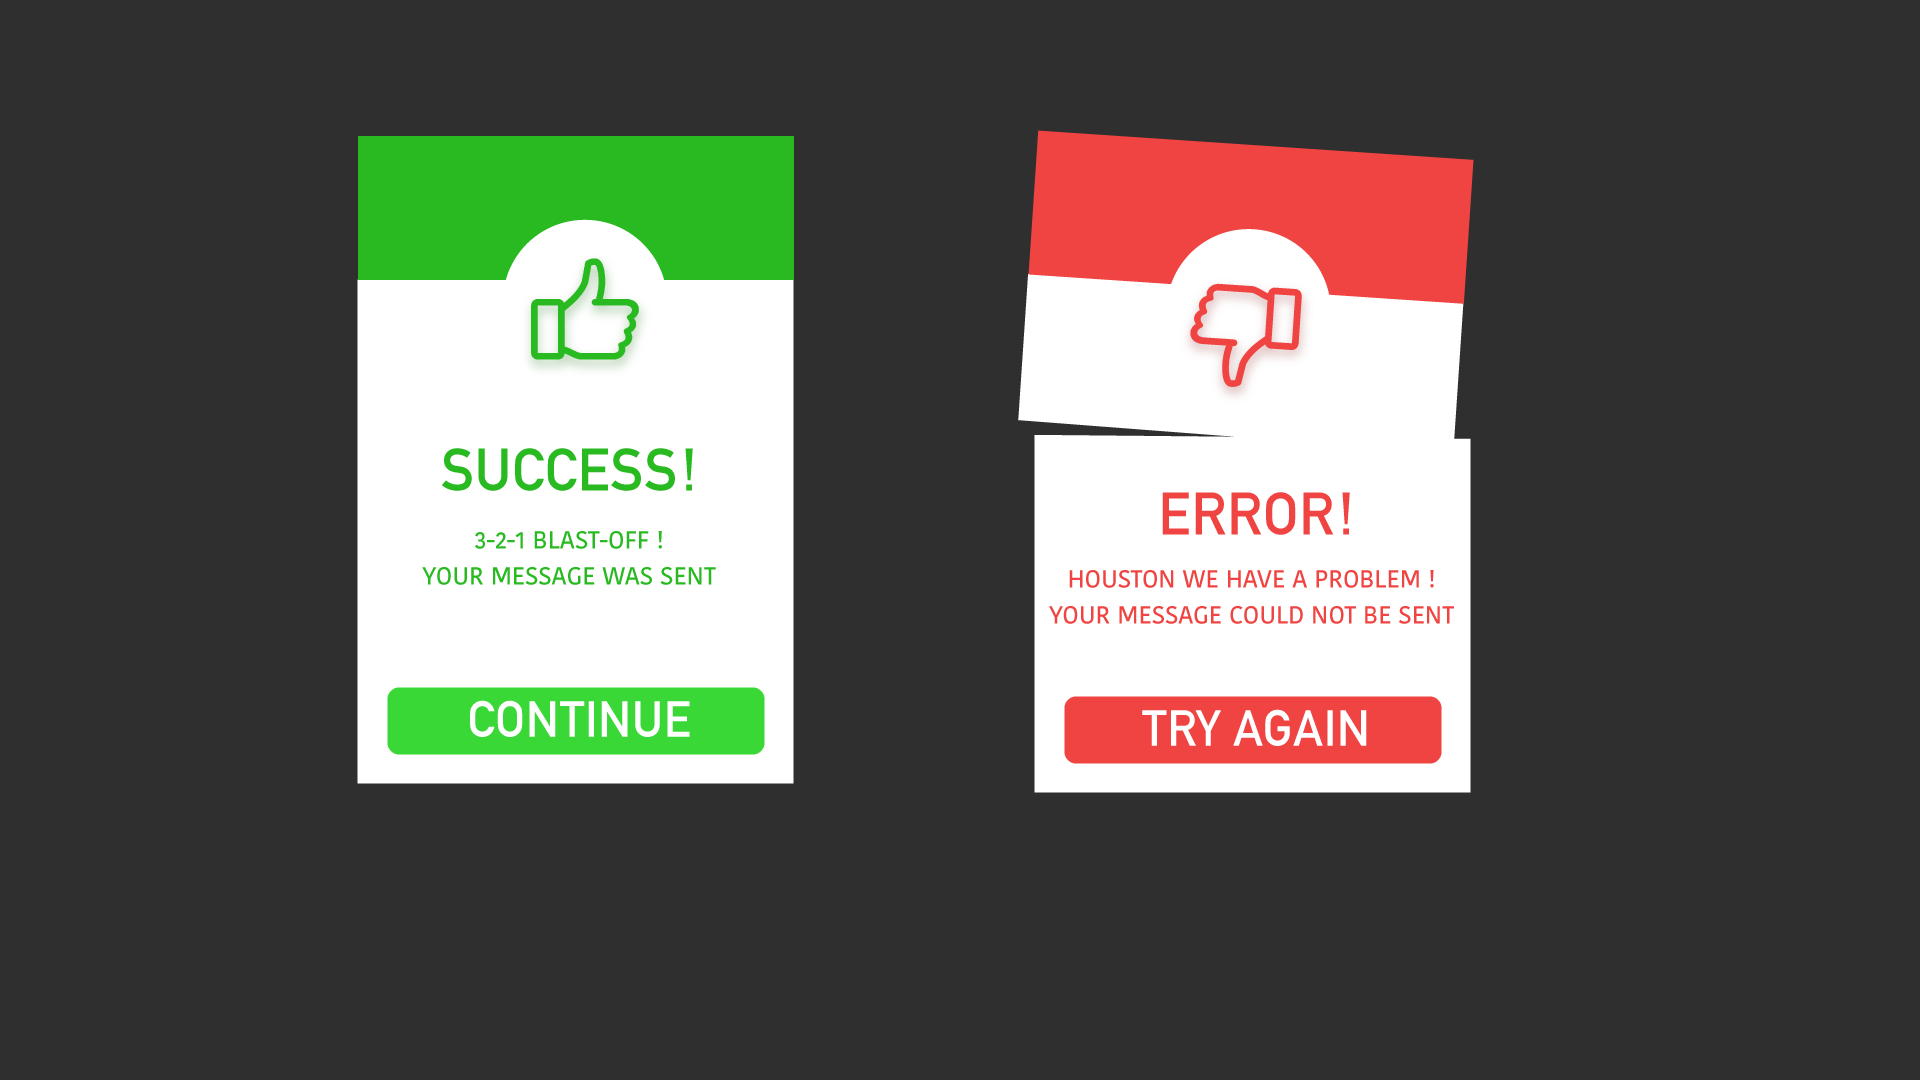 SUCCESS!
3-2-1 BLAST-OFF !
YOUR MESSAGE WAS SENT
CONTINUE
ERROR!
HOUSTON WE HAVE A PROBLEM !
YOUR MESSAGE COULD NOT BE SENT
TRY AGAIN